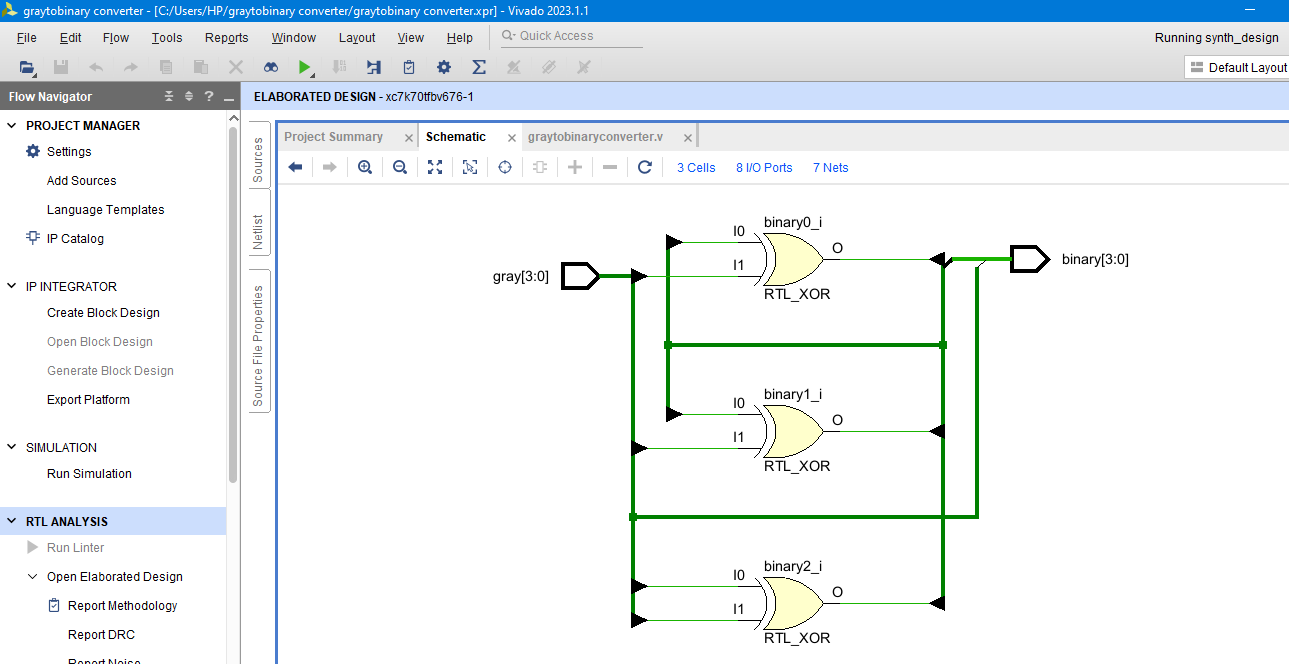 graytobinary converter - [C:/Users/HP/graytobinary converter/graytobinary converter.xpr] - Vivado 2023.1.1
File Edit Flow Tools Reports Window Layout View Help Quick Access Running synth_design
Default Layout
Flow Navigator
ELABORATED DESIGN - xc7k70tfbv676-1
PROJECT MANAGER
Settings
Add Sources
Language Templates
IP Catalog
IP INTEGRATOR
Create Block Design
Open Block Design
Generate Block Design
Export Platform
SIMULATION
Run Simulation
RTL ANALYSIS
Run Linter
Open Elaborated Design
Report Methodology
Report DRC
Report Noise
Sources
Netlist
Source File Properties
Project Summary Schematic graytobinaryconverter.v
3 Cells 8 I/O Ports 7 Nets
gray[3:0]
binary0_i
I0
I1
O
RTL_XOR
binary[3:0]
binary1_i
I0
I1
O
RTL_XOR
binary2_i
I0
I1
O
RTL_XOR